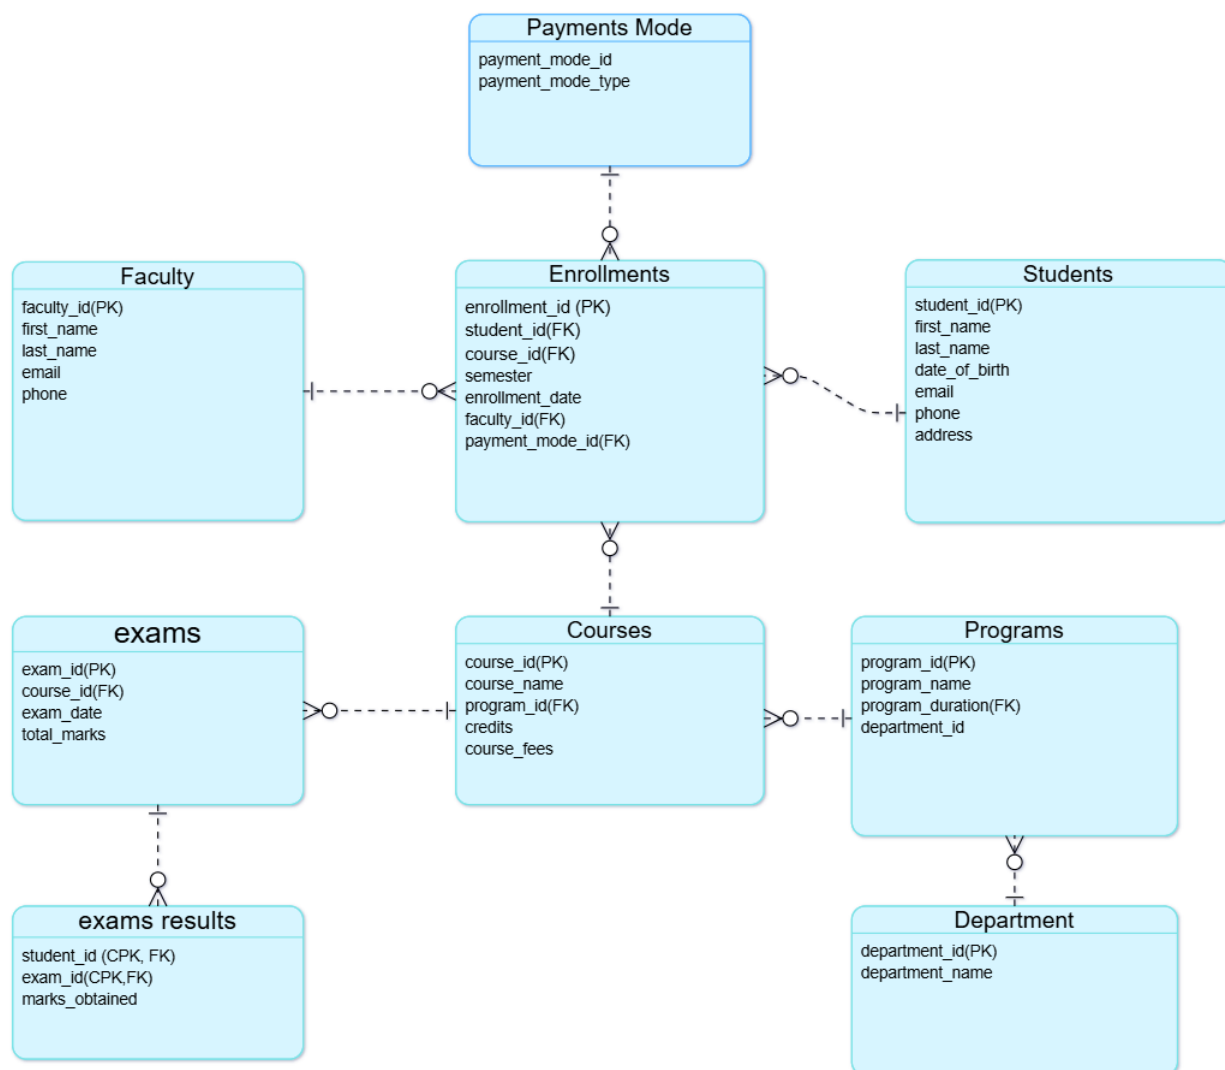 Payments Mode
payment_mode_id
payment_mode_type
Faculty
faculty_id(PK)
first_name
last_name
email
phone
Enrollments
enrollment_id (PK)
student_id(FK)
course_id(FK)
semester
enrollment_date
faculty_id(FK)
payment_mode_id(FK)
Students
student_id(PK)
first_name
last_name
date_of_birth
email
phone
address
exams
exam_id(PK)
course_id(FK)
exam_date
total_marks
Courses
course_id(PK)
course_name
program_id(FK)
credits
course_fees
Programs
program_id(PK)
program_name
program_duration(FK)
department_id
exams results
student_id (CPK, FK)
exam_id(CPK,FK)
marks_obtained
Department
department_id(PK)
department_name